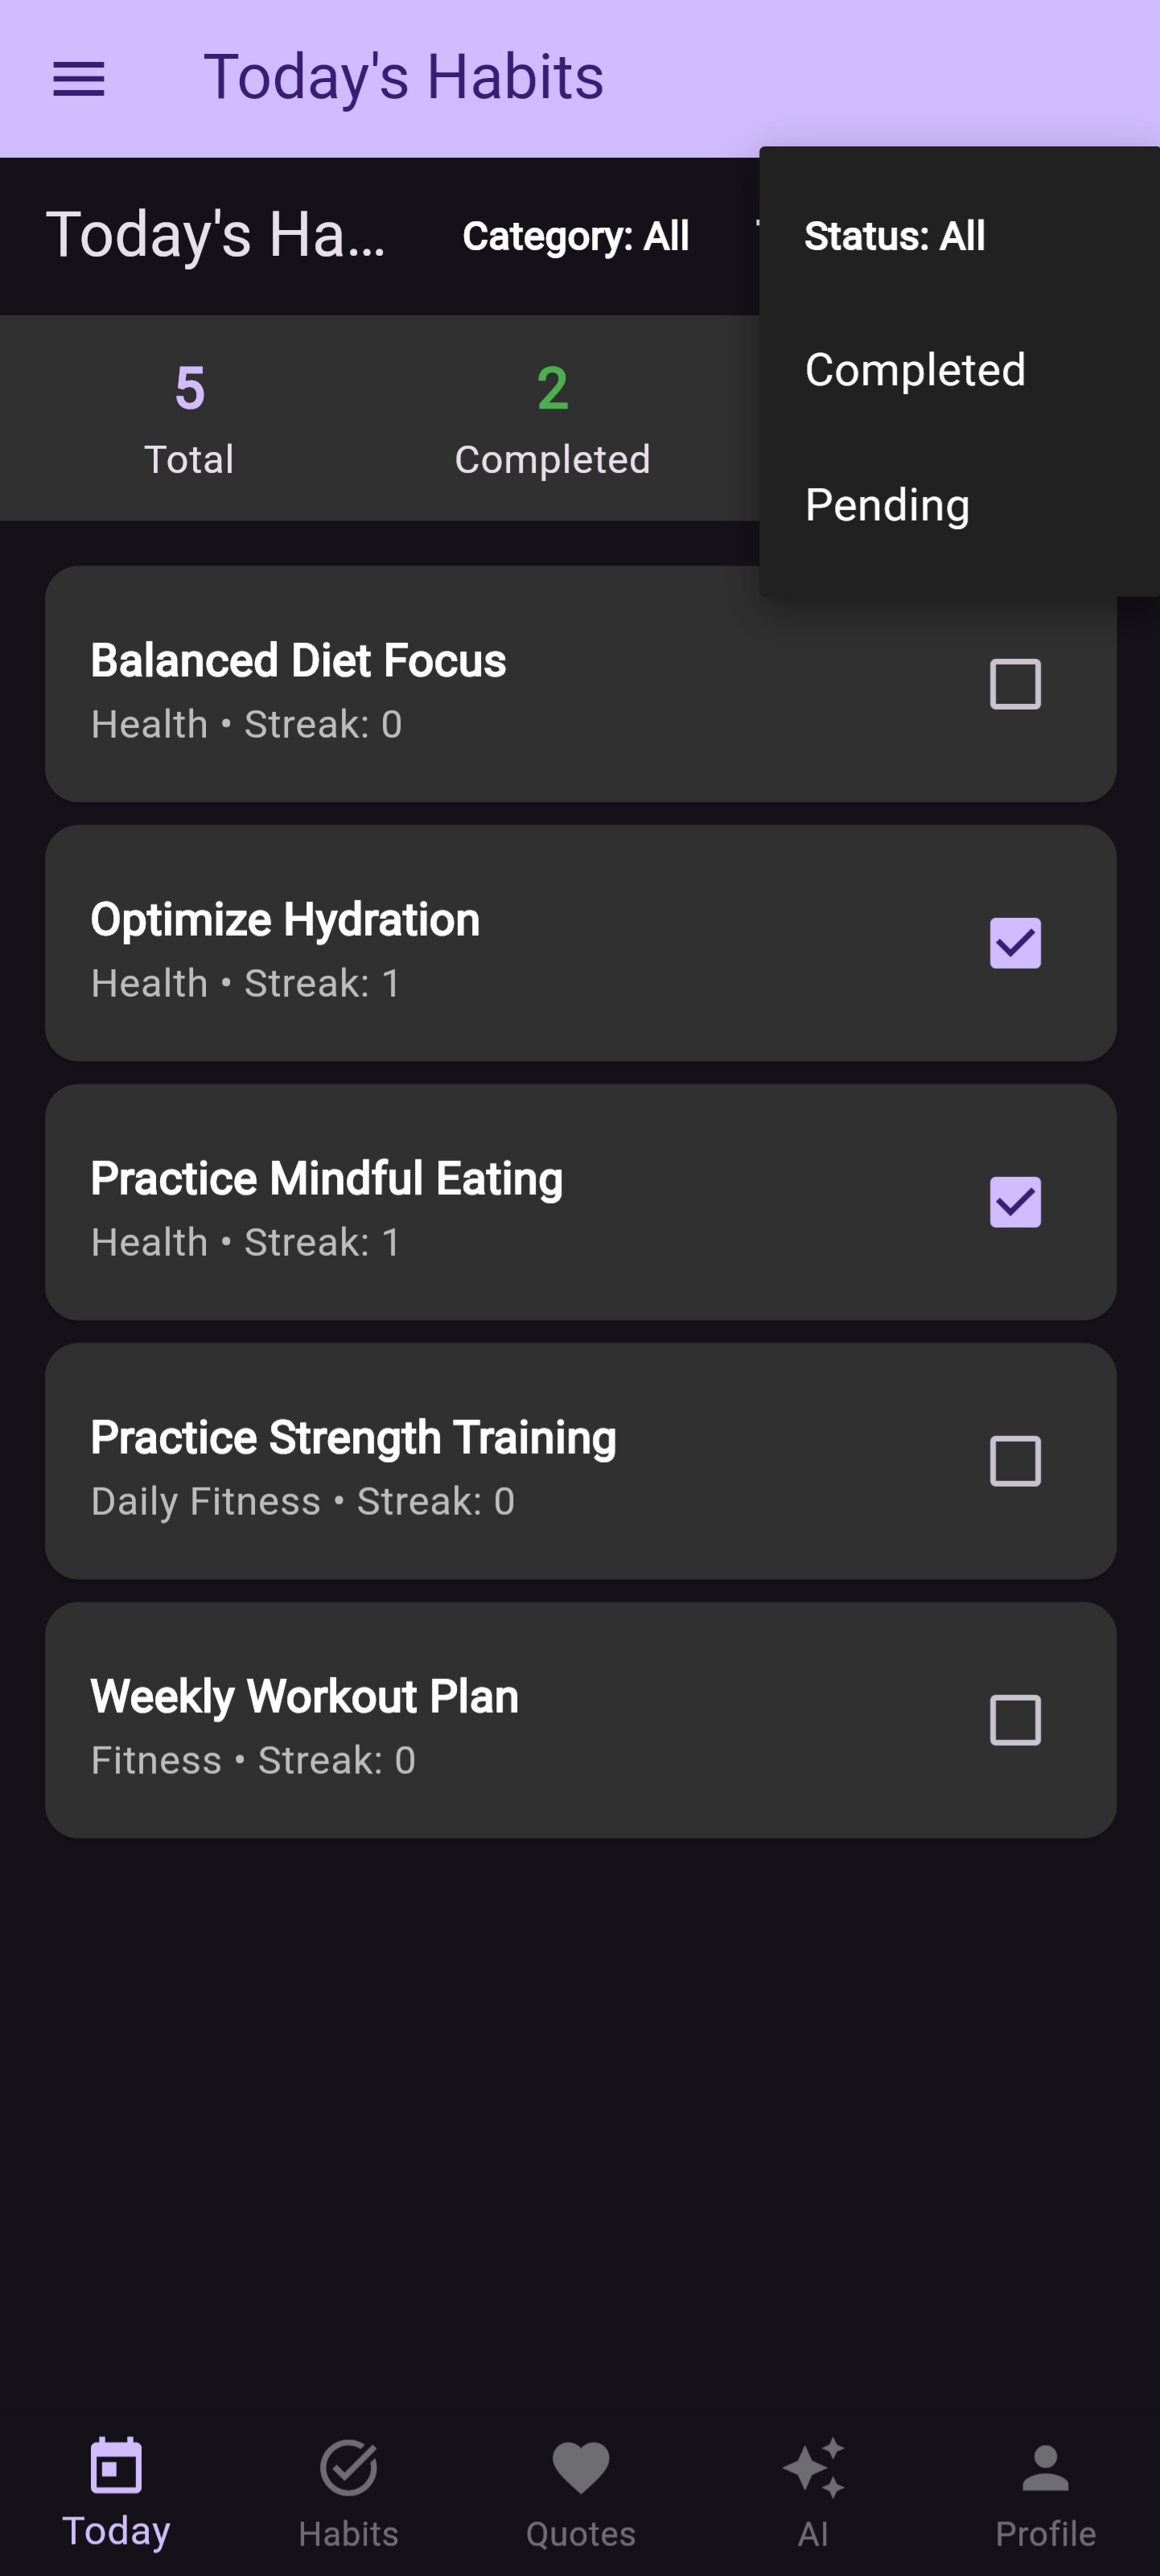 Today's Habits
Today's Ha...
Category: All
Status: All
Completed
Pending
5
Total
2
Completed
Balanced Diet Focus
Health • Streak: 0
Optimize Hydration
Health • Streak: 1
Practice Mindful Eating
Health • Streak: 1
Practice Strength Training
Daily Fitness • Streak: 0
Weekly Workout Plan
Fitness • Streak: 0
Today
Habits
Quotes
AI
Profile